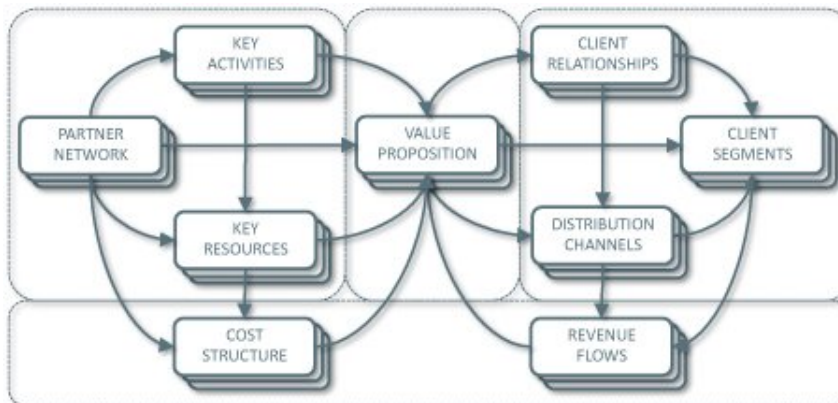 KEY
ACTIVITIES
CLIENT
RELATIONSHIPS
PARTNER
NETWORK
VALUE
PROPOSITION
CLIENT
SEGMENTS
KEY
RESOURCES
DISTRIBUTION
CHANNELS
COST
STRUCTURE
REVENUE
FLOWS